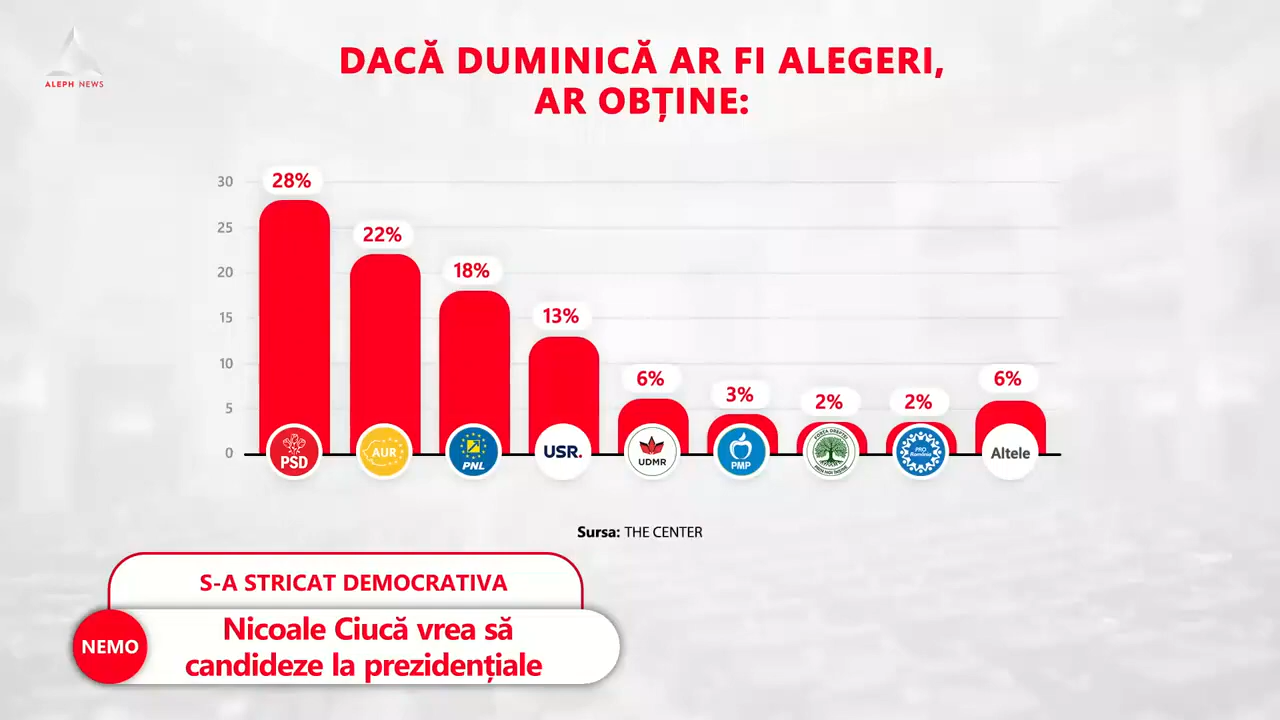 ALEPH NEWS
DACĂ DUMINICĂ AR FI ALEGERI,
AR OBȚINE:
30
25
20
15
10
5
0
28%
22%
18%
13%
6%
3%
2%
2%
6%
PSD
AUR
PNL
USR.
UDMR
PMP
PRO
România
Altele
Sursa: THE CENTER
S-A STRICAT DEMOCRATIVA
NEMO
Nicoale Ciucă vrea să
candideze la prezidențiale